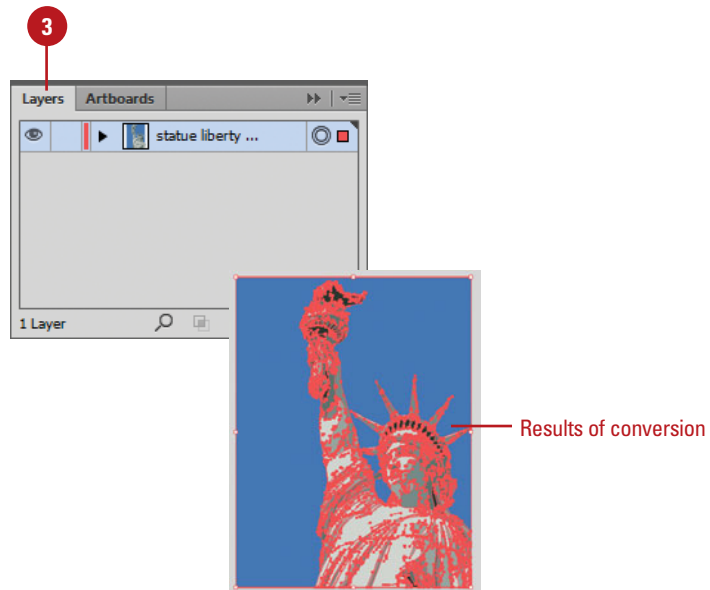 3
Layers Artboards
statue liberty ...
1 Layer
Results of conversion